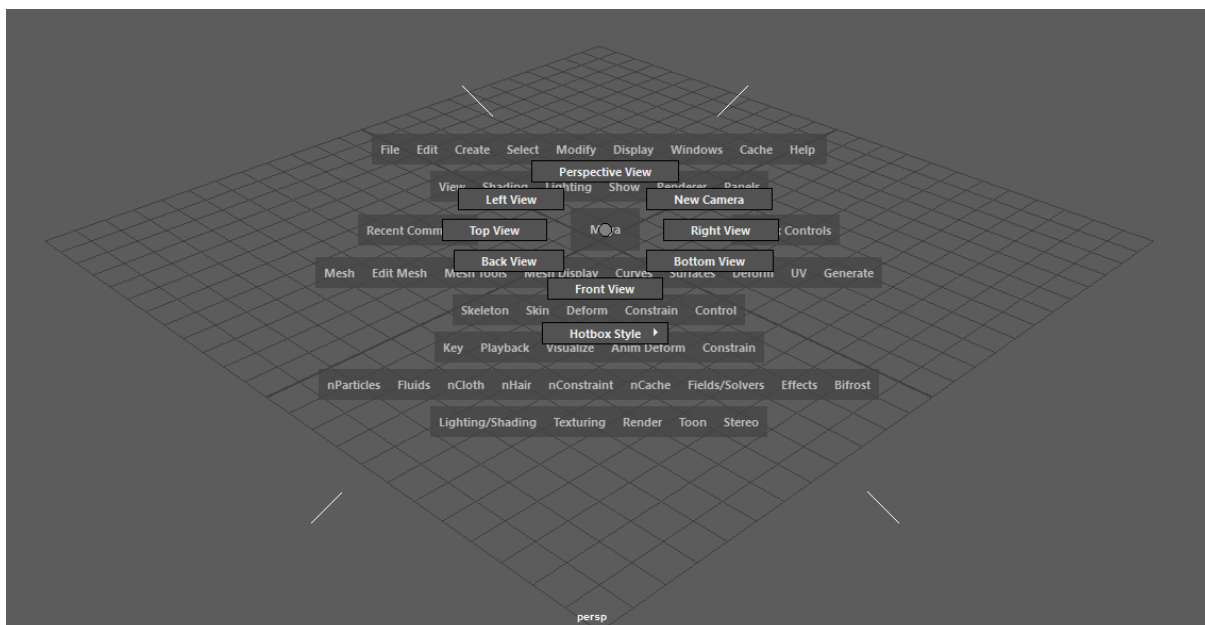 File Edit Create Select Modify Display Windows Cache Help
Perspective View
View Shading Lighting Show Renderer Panels
Left View New Camera
Recent Comm Top View Right View Controls
Back View Bottom View
Mesh Edit Mesh Mesh Tools Mesh Display Curves Surfaces Deform UV Generate
Front View
Skeleton Skin Deform Constrain Control
Hotbox Style
Key Playback Visualize Anim Deform Constrain
nParticles Fluids nCloth nHair nConstraint nCache Fields/Solvers Effects Bifrost
Lighting/Shading Texturing Render Toon Stereo
persp